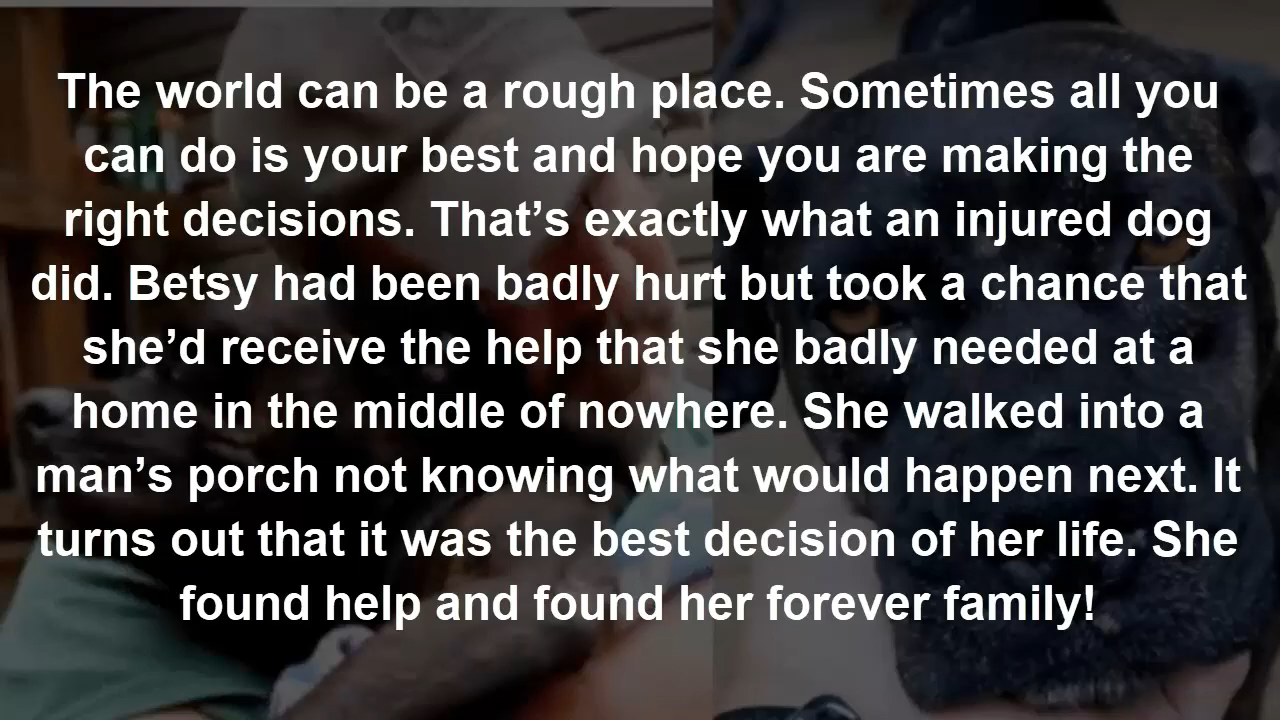 The world can be a rough place. Sometimes all you
can do is your best and hope you are making the
right decisions. That’s exactly what an injured dog
did. Betsy had been badly hurt but took a chance that
she’d receive the help that she badly needed at a
home in the middle of nowhere. She walked into a
man’s porch not knowing what would happen next. It
turns out that it was the best decision of her life. She
found help and found her forever family!